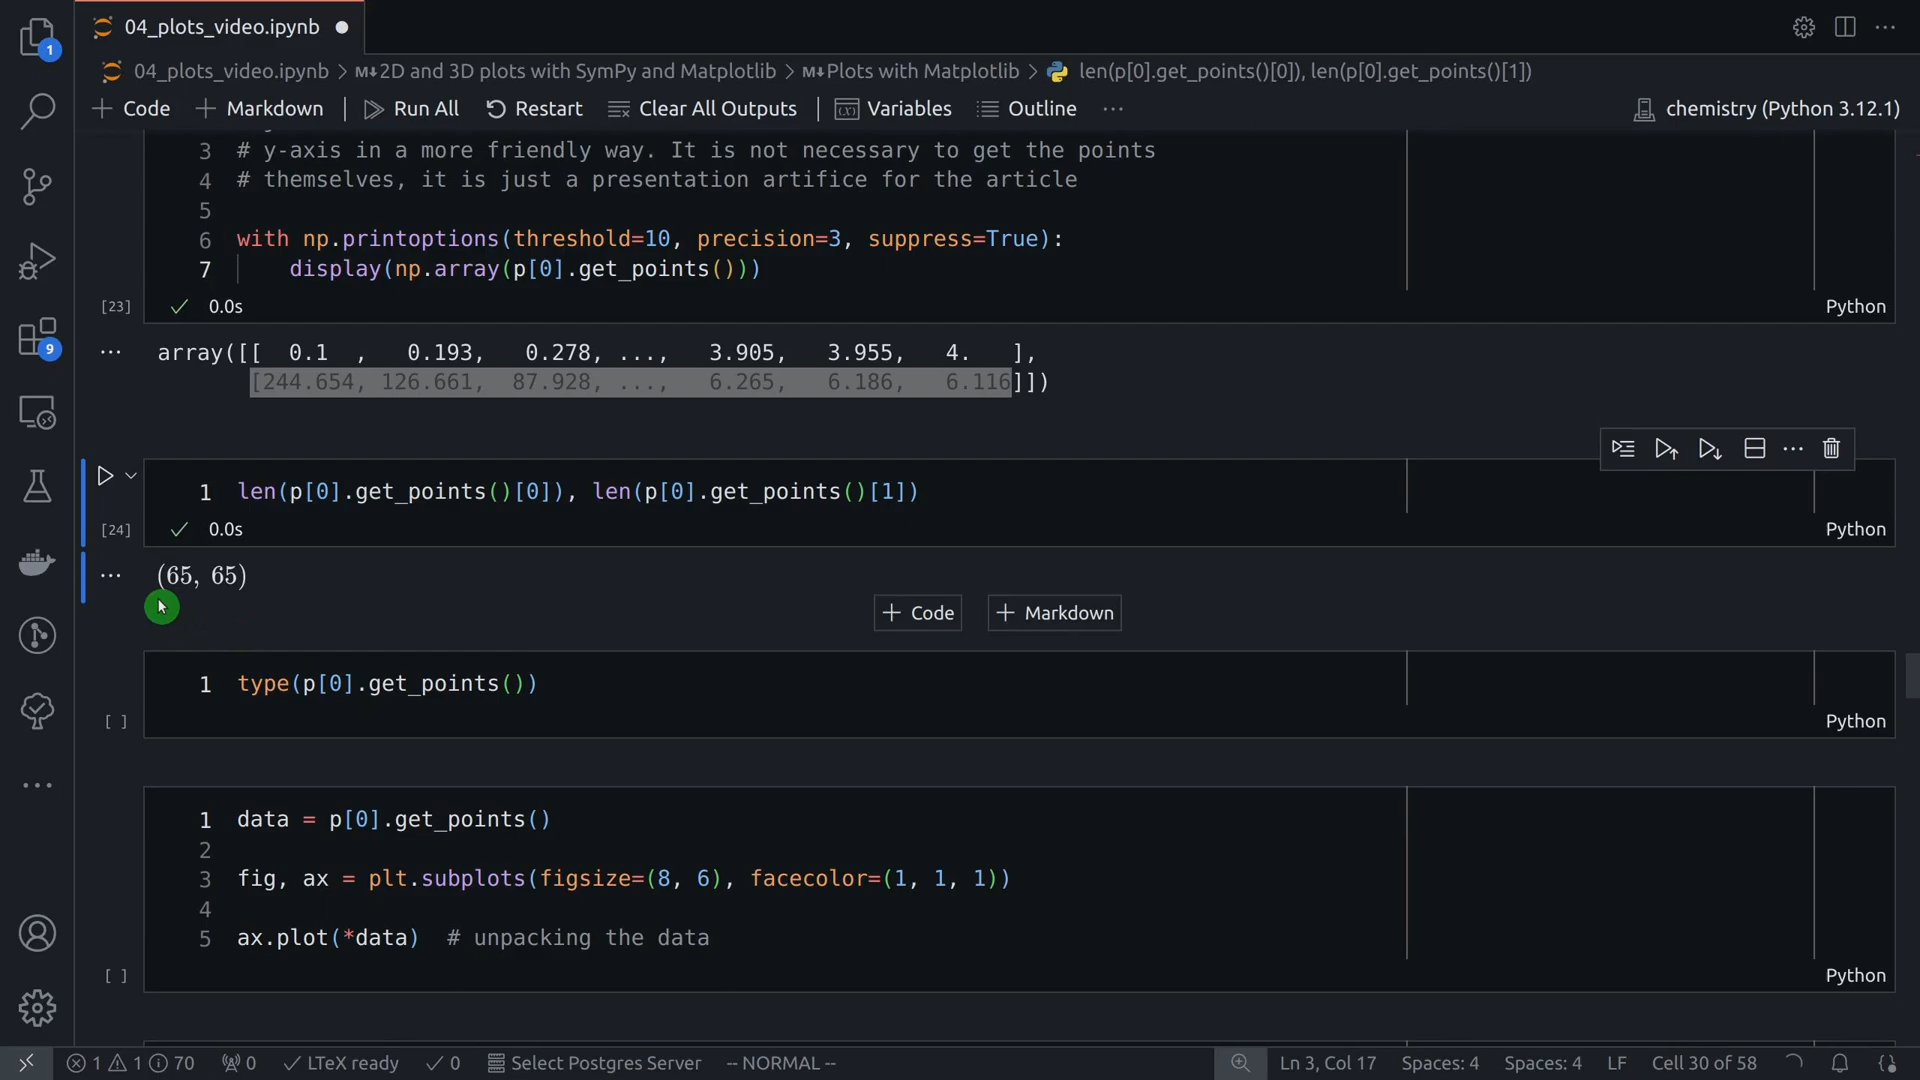 04_plots_video.ipynb
04_plots_video.ipynb > M↓2D and 3D plots with SymPy and Matplotlib > M↓Plots with Matplotlib > len(p[0].get_points()[0]), len(p[0].get_points()[1])
+ Code + Markdown | Run All Restart Clear All Outputs | Variables Outline ··· chemistry (Python 3.12.1)
3 # y-axis in a more friendly way. It is not necessary to get the points
4 # themselves, it is just a presentation artifice for the article
5
6 with np.printoptions(threshold=10, precision=3, suppress=True):
7 display(np.array(p[0].get_points()))
[23] ✓ 0.0s Python
··· array([[ 0.1 , 0.193, 0.278, ..., 3.905, 3.955, 4. ],
[244.654, 126.661, 87.928, ..., 6.265, 6.186, 6.116]])
1 len(p[0].get_points()[0]), len(p[0].get_points()[1])
[24] ✓ 0.0s Python
··· (65, 65)
+ Code + Markdown
1 type(p[0].get_points())
[ ] Python
1 data = p[0].get_points()
2
3 fig, ax = plt.subplots(figsize=(8, 6), facecolor=(1, 1, 1))
4
5 ax.plot(*data) # unpacking the data
[ ] Python
1
9
1 1 70 0 ✓ LTeX ready ✓ 0 Select Postgres Server -- NORMAL -- Ln 3, Col 17 Spaces: 4 Spaces: 4 LF Cell 30 of 58